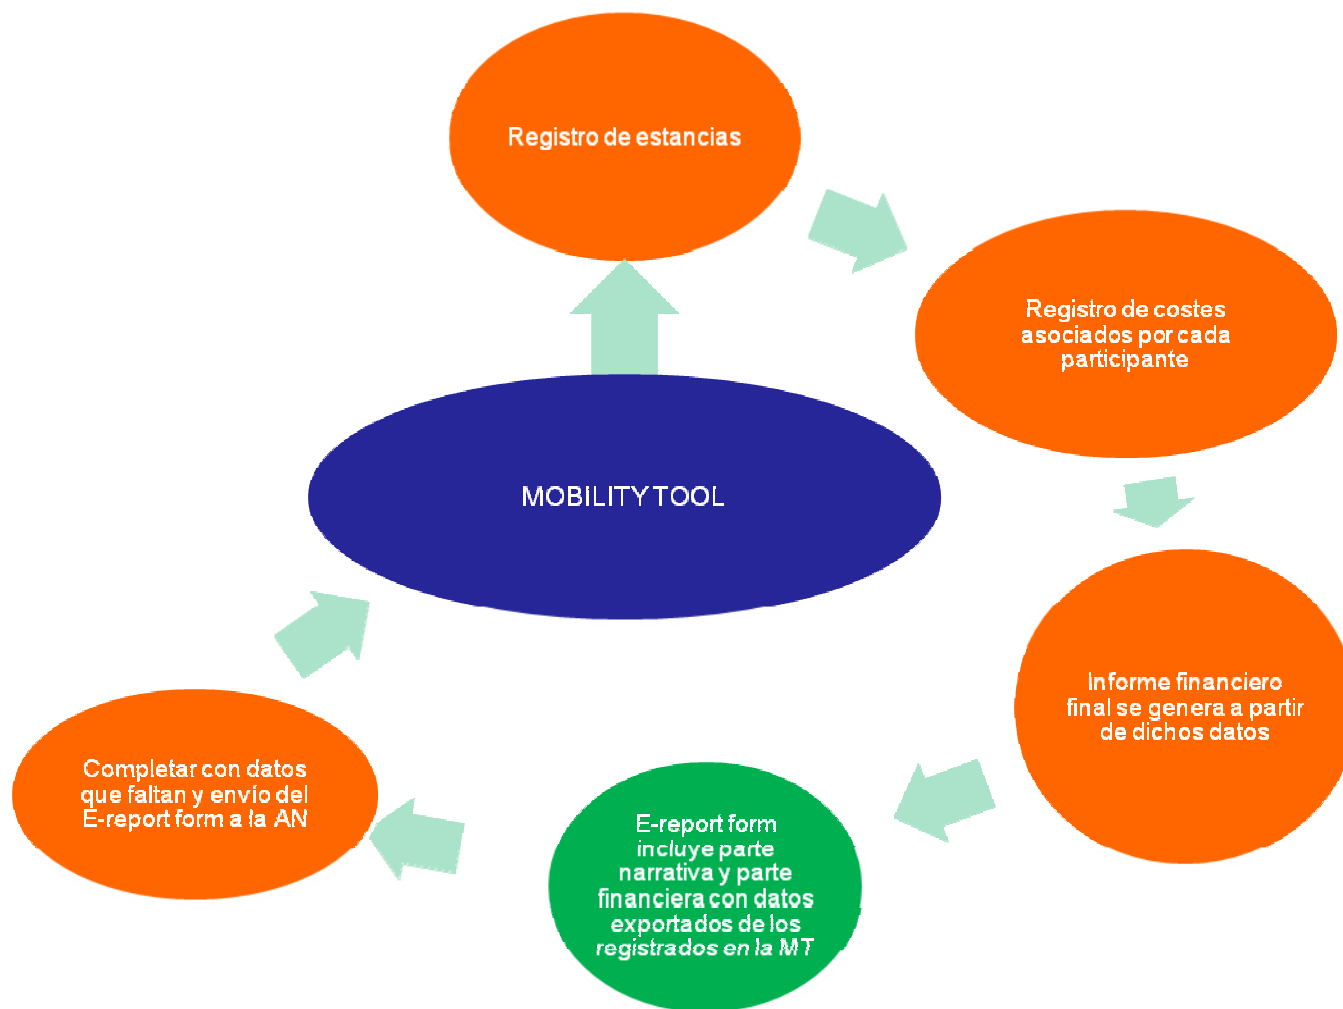 Registro de estancias
Registro de costes
asociados por cada
participante
MOBILITY TOOL
Informe financiero
final se genera a partir
de dichos datos
E-report form
incluye parte
narrativa y parte
financiera con datos
exportados de los
registrados en la MT
Completar con datos
que faltan y envío del
E-report form a la AN